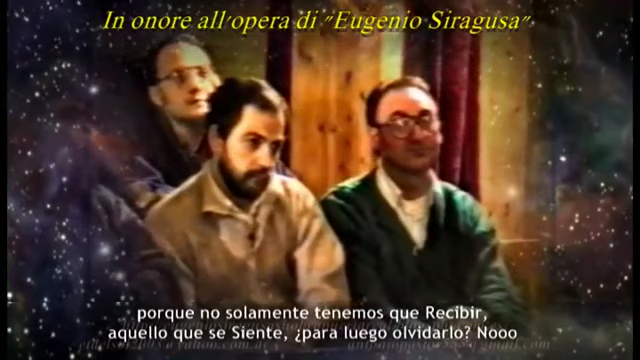 In onore all'opera di "Eugenio Siragusa"
porque no solamente tenemos que Recibir,
aquello que se Siente, ¿para luego olvidarlo? Nooo